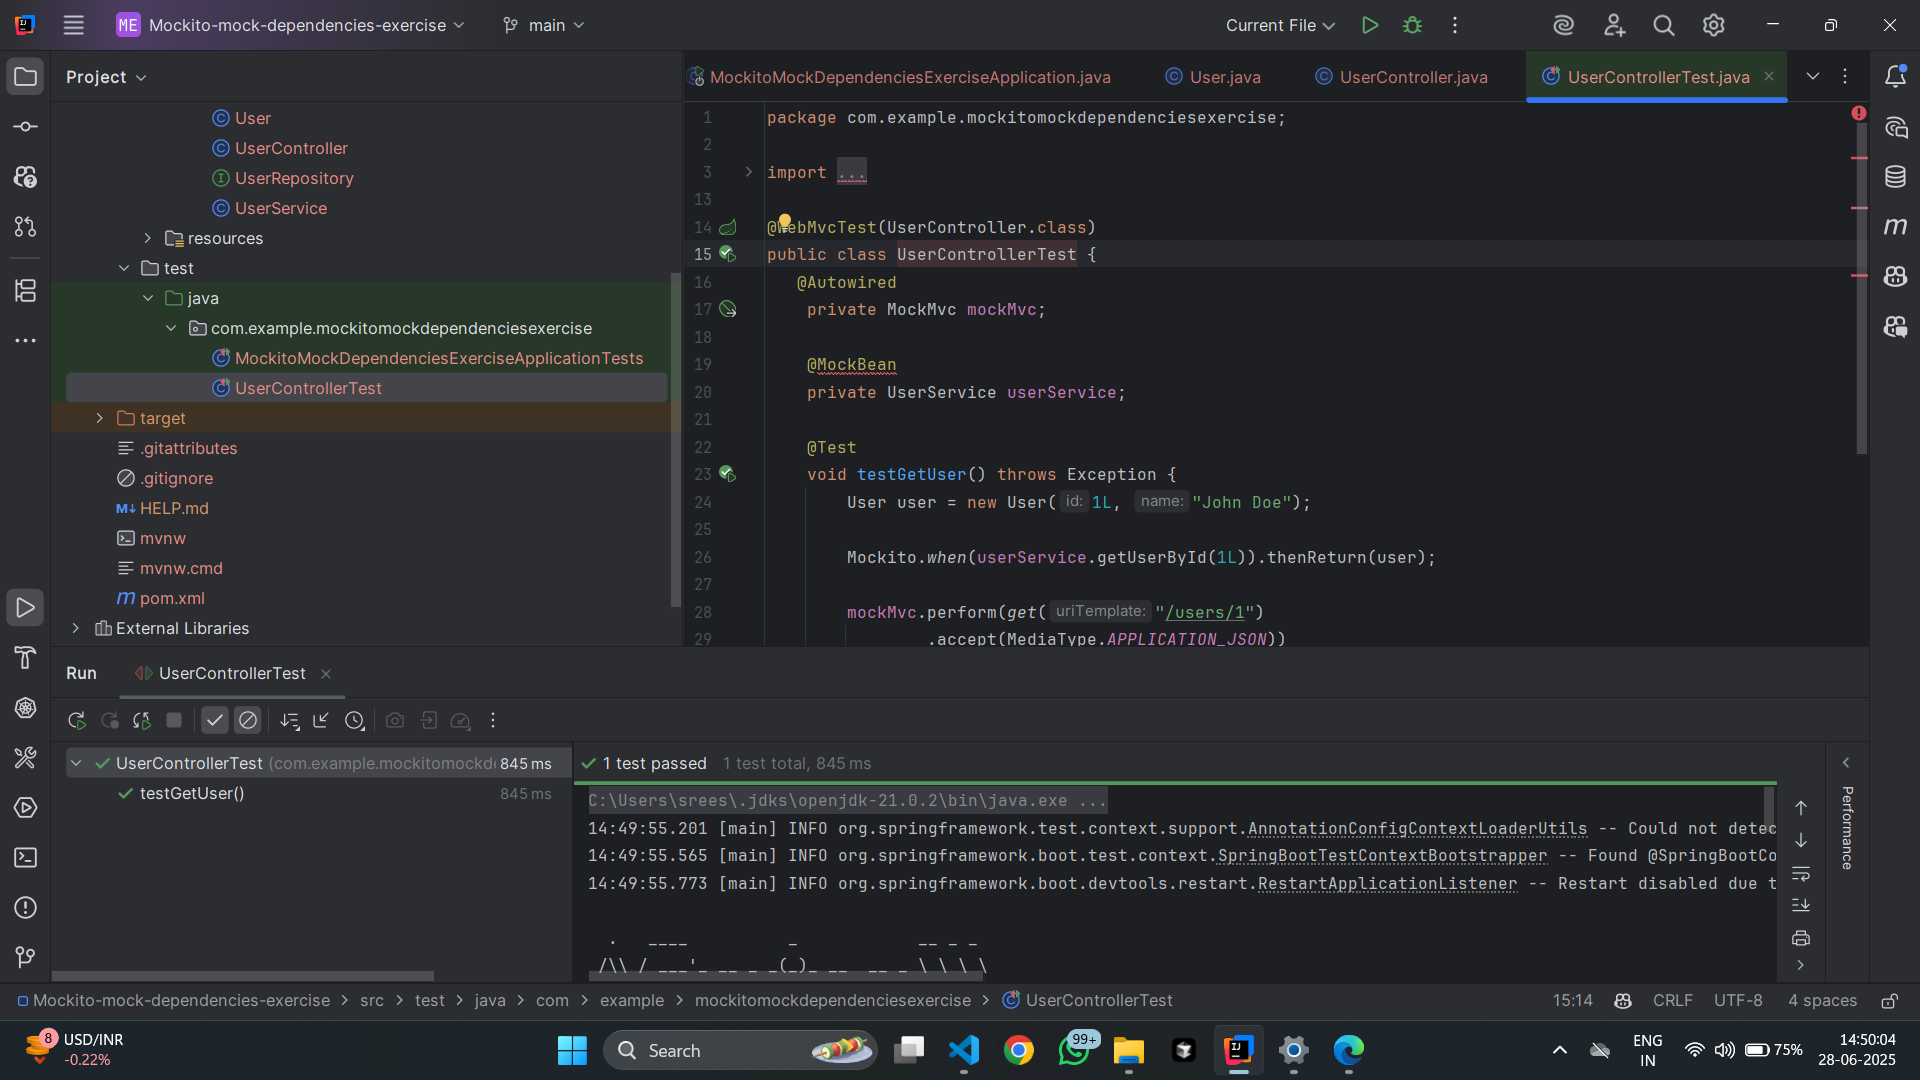 ME Mockito-mock-dependencies-exercise main Current File
Project
User
UserController
UserRepository
UserService
resources
test
java
com.example.mockitomockdependenciesexercise
MockitoMockDependenciesExerciseApplicationTests
UserControllerTest
target
.gitattributes
.gitignore
HELP.md
mvnw
mvnw.cmd
pom.xml
External Libraries
MockitoMockDependenciesExerciseApplication.java User.java UserController.java UserControllerTest.java
1 package com.example.mockitomockdependenciesexercise;
2
3 import ...
13
14 @WebMvcTest(UserController.class)
15 public class UserControllerTest {
16 @Autowired
17 private MockMvc mockMvc;
18
19 @MockBean
20 private UserService userService;
21
22 @Test
23 void testGetUser() throws Exception {
24 User user = new User( id: 1L, name: "John Doe");
25
26 Mockito.when(userService.getUserById(1L)).thenReturn(user);
27
28 mockMvc.perform(get( uriTemplate: "/users/1")
29 .accept(MediaType.APPLICATION_JSON))
Run UserControllerTest
UserControllerTest (com.example.mockitomockde 845 ms
testGetUser() 845 ms
1 test passed 1 test total, 845 ms
C:\Users\srees\.jdks\openjdk-21.0.2\bin\java.exe ...
14:49:55.201 [main] INFO org.springframework.test.context.support.AnnotationConfigContextLoaderUtils -- Could not detec
14:49:55.565 [main] INFO org.springframework.boot.test.context.SpringBootTestContextBootstrapper -- Found @SpringBootCo
14:49:55.773 [main] INFO org.springframework.boot.devtools.restart.RestartApplicationListener -- Restart disabled due t
  .   ____          _            __ _ _
 /\\ / ___'_ __ _ _(_)_ __  __ _ \ \ \ \
Performance
Mockito-mock-dependencies-exercise > src > test > java > com > example > mockitomockdependenciesexercise > UserControllerTest 15:14 CRLF UTF-8 4 spaces
8 USD/INR
-0.22%
Search
99+
ENG
IN
75%
14:50:04
28-06-2025